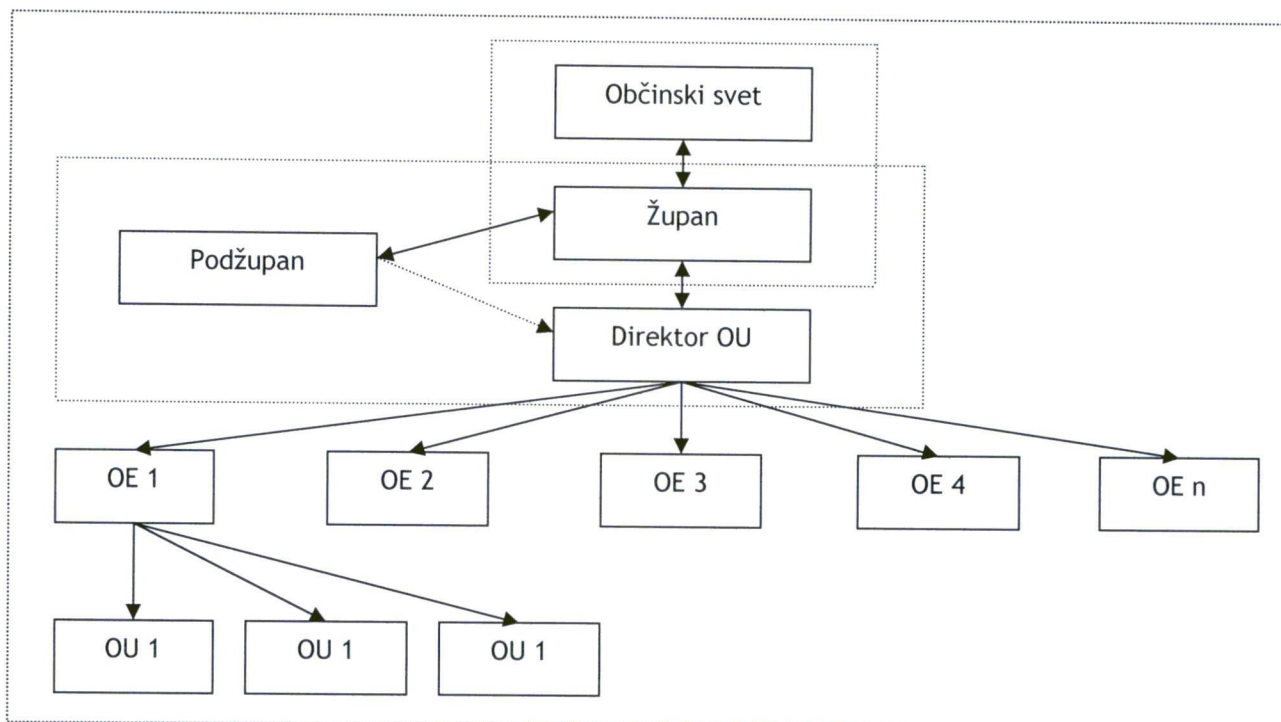 Občinski svet
Župan
Podžupan
Direktor OU
OE 1
OE 2
OE 3
OE 4
OE n
OU 1
OU 1
OU 1